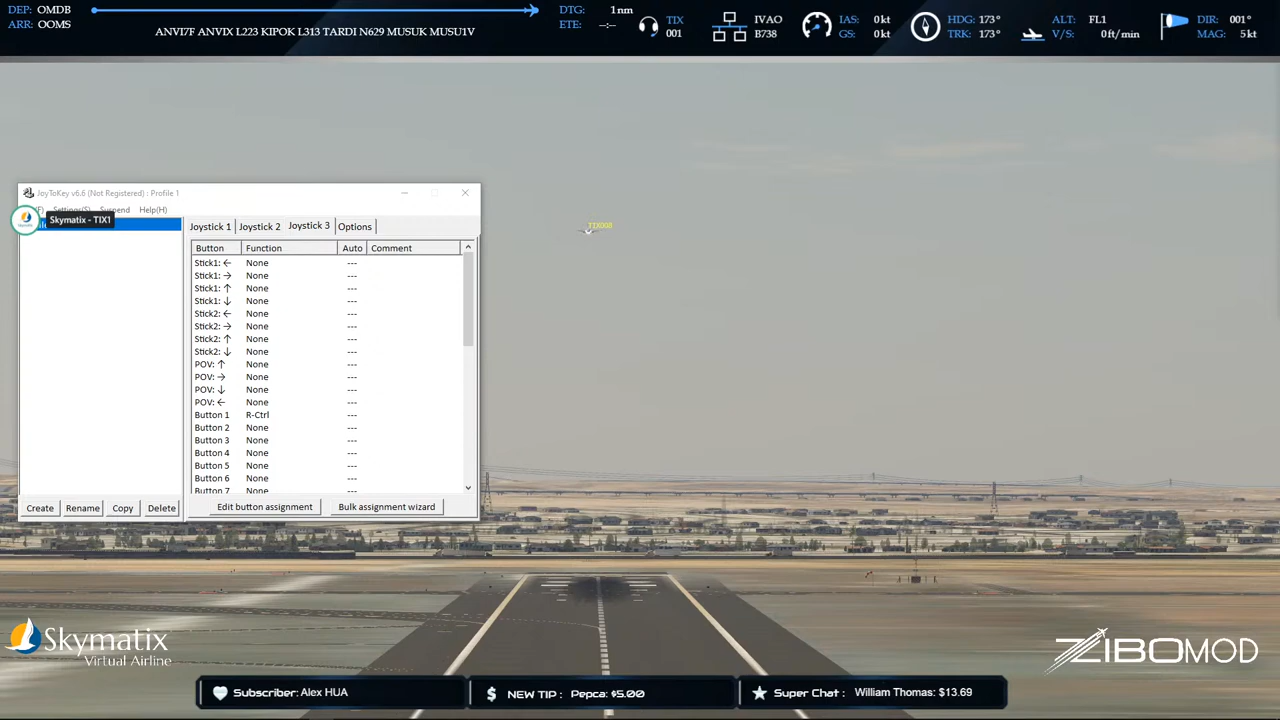 DEP: OMDB
ARR: OOMS
ANVI7F ANVIX L223 KIPOK L313 TARDI N629 MUSUK MUSU1V
DTG: 1nm
ETE: --:--
TIX
001
IVAO
B738
IAS: 0kt
GS: 0kt
HDG: 173°
TRK: 173°
ALT: FL1
V/S: 0ft/min
DIR: 001°
MAG: 5kt
JoyToKey v6.6 (Not Registered) : Profile 1
Settings(S) Suspend Help(H)
Skymatix - TIX1
Joystick 1 Joystick 2 Joystick 3 Options
Button Function Auto Comment
Stick1: ← None ---
Stick1: → None ---
Stick1: ↑ None ---
Stick1: ↓ None ---
Stick2: ← None ---
Stick2: → None ---
Stick2: ↑ None ---
Stick2: ↓ None ---
POV: ↑ None ---
POV: → None ---
POV: ↓ None ---
POV: ← None ---
Button 1 R-Ctrl ---
Button 2 None ---
Button 3 None ---
Button 4 None ---
Button 5 None ---
Button 6 None ---
Button 7 None ---
Create Rename Copy Delete
Edit button assignment Bulk assignment wizard
Skymatix
Virtual Airline
ZIBOMOD
Subscriber: Alex HUA
NEW TIP : Pepca: $5.00
Super Chat : William Thomas: $13.69